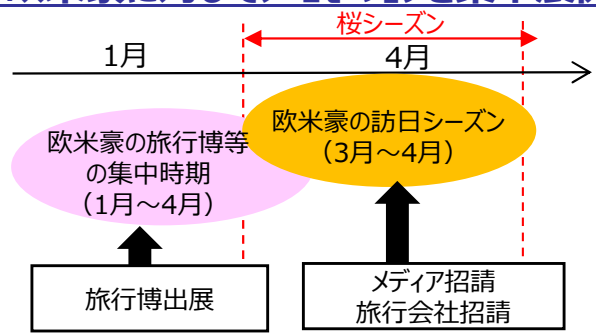 桜シーズン
1月
4月
欧米豪の旅行博等
の集中時期
（1月～4月）
欧米豪の訪日シーズン
（3月～4月）
旅行博出展
メディア招請
旅行会社招請